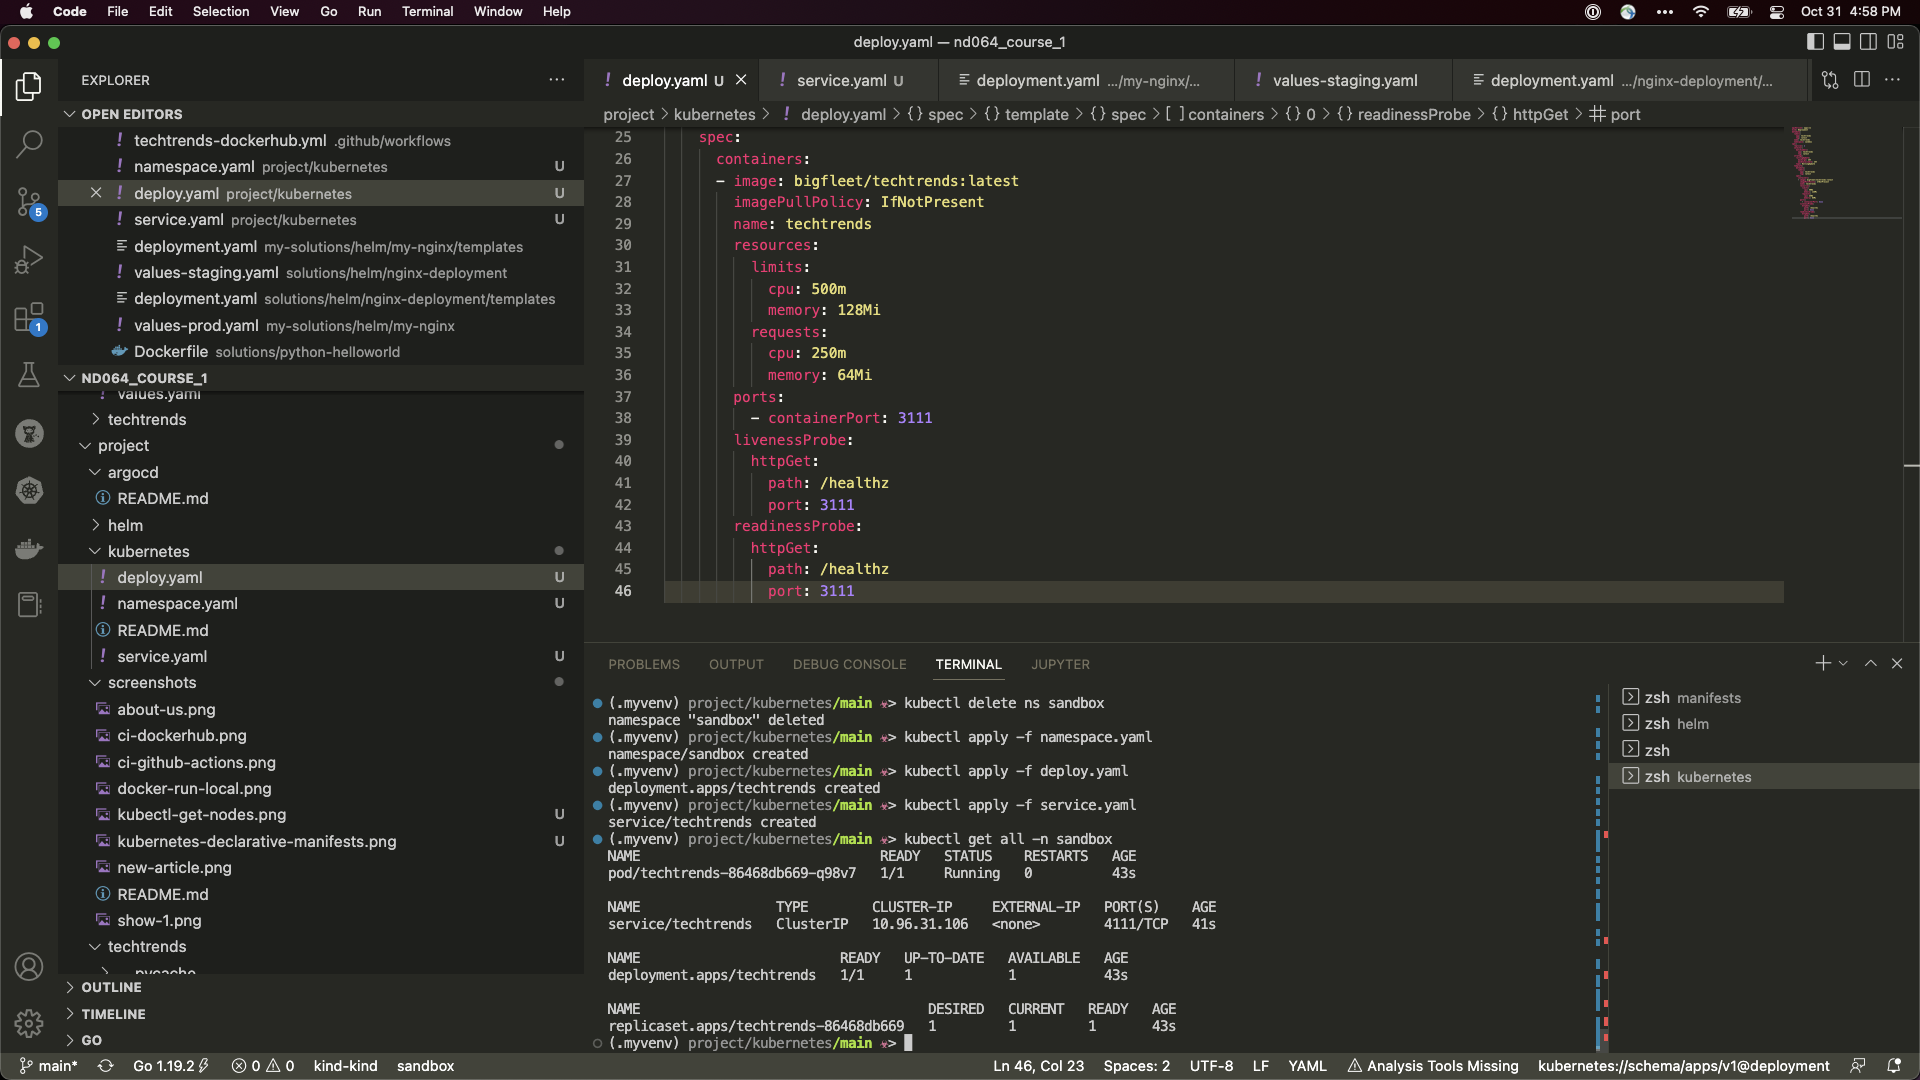 Code File Edit Selection View Go Run Terminal Window Help
Oct 31 4:58 PM
deploy.yaml — nd064_course_1
EXPLORER
OPEN EDITORS
techtrends-dockerhub.yml .github/workflows
namespace.yaml project/kubernetes U
deploy.yaml project/kubernetes U
service.yaml project/kubernetes U
deployment.yaml my-solutions/helm/my-nginx/templates
values-staging.yaml solutions/helm/nginx-deployment
deployment.yaml solutions/helm/nginx-deployment/templates
values-prod.yaml my-solutions/helm/my-nginx
Dockerfile solutions/python-helloworld
ND064_COURSE_1
values.yaml
techtrends
project
argocd
README.md
helm
kubernetes
deploy.yaml U
namespace.yaml U
README.md
service.yaml U
screenshots
about-us.png
ci-dockerhub.png
ci-github-actions.png
docker-run-local.png
kubectl-get-nodes.png U
kubernetes-declarative-manifests.png U
new-article.png
README.md
show-1.png
techtrends
pycache
OUTLINE
TIMELINE
GO
5
1
deploy.yaml U
service.yaml U
deployment.yaml .../my-nginx/...
values-staging.yaml
deployment.yaml .../nginx-deployment/...
project > kubernetes > ! deploy.yaml > {} spec > {} template > {} spec > [ ] containers > {} 0 > {} readinessProbe > {} httpGet > # port
25 spec:
26 containers:
27 - image: bigfleet/techtrends:latest
28 imagePullPolicy: IfNotPresent
29 name: techtrends
30 resources:
31 limits:
32 cpu: 500m
33 memory: 128Mi
34 requests:
35 cpu: 250m
36 memory: 64Mi
37 ports:
38 - containerPort: 3111
39 livenessProbe:
40 httpGet:
41 path: /healthz
42 port: 3111
43 readinessProbe:
44 httpGet:
45 path: /healthz
46 port: 3111
PROBLEMS OUTPUT DEBUG CONSOLE TERMINAL JUPYTER
(.myvenv) project/kubernetes/main > kubectl delete ns sandbox
namespace "sandbox" deleted
(.myvenv) project/kubernetes/main > kubectl apply -f namespace.yaml
namespace/sandbox created
(.myvenv) project/kubernetes/main > kubectl apply -f deploy.yaml
deployment.apps/techtrends created
(.myvenv) project/kubernetes/main > kubectl apply -f service.yaml
service/techtrends created
(.myvenv) project/kubernetes/main > kubectl get all -n sandbox
NAME READY STATUS RESTARTS AGE
pod/techtrends-86468db669-q98v7 1/1 Running 0 43s
NAME TYPE CLUSTER-IP EXTERNAL-IP PORT(S) AGE
service/techtrends ClusterIP 10.96.31.106 <none> 4111/TCP 41s
NAME READY UP-TO-DATE AVAILABLE AGE
deployment.apps/techtrends 1/1 1 1 43s
NAME DESIRED CURRENT READY AGE
replicaset.apps/techtrends-86468db669 1 1 1 43s
(.myvenv) project/kubernetes/main >
zsh manifests
zsh helm
zsh
zsh kubernetes
main* Go 1.19.2 0 0 kind-kind sandbox
Ln 46, Col 23 Spaces: 2 UTF-8 LF YAML Analysis Tools Missing kubernetes://schema/apps/v1@deployment